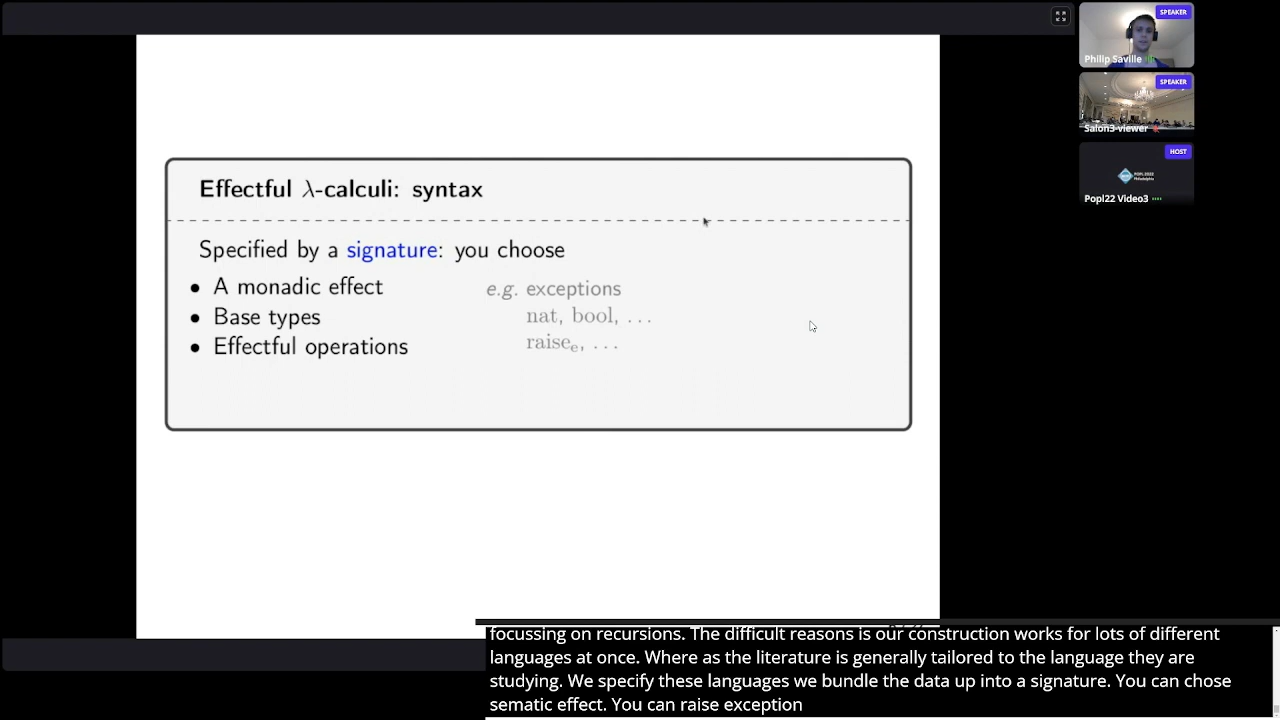 SPEAKER
Philip Saville
SPEAKER
Salon3-viewer
HOST
POPL 2022
Philadelphia
Popl22 Video3
Effectful λ-calculi: syntax
Specified by a signature: you choose
• A monadic effect e.g. exceptions
• Base types nat, bool, ...
• Effectful operations raiseₑ, ...
focussing on recursions. The difficult reasons is our construction works for lots of different
languages at once. Where as the literature is generally tailored to the language they are
studying. We specify these languages we bundle the data up into a signature. You can chose
sematic effect. You can raise exception